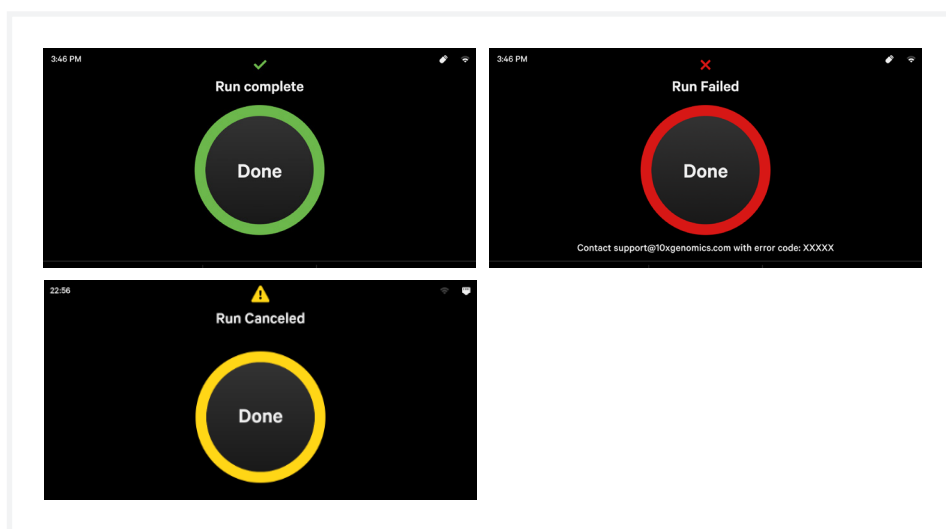 3:46 PM
Run complete
Done
3:46 PM
Run Failed
Done
Contact support@10xgenomics.com with error code: XXXXX
22:56
Run Canceled
Done